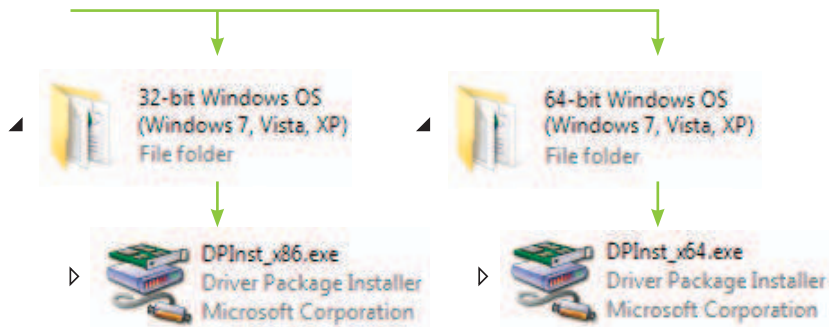 32-bit Windows OS
(Windows 7, Vista, XP)
File folder
64-bit Windows OS
(Windows 7, Vista, XP)
File folder
DPInst_x86.exe
Driver Package Installer
Microsoft Corporation
DPInst_x64.exe
Driver Package Installer
Microsoft Corporation